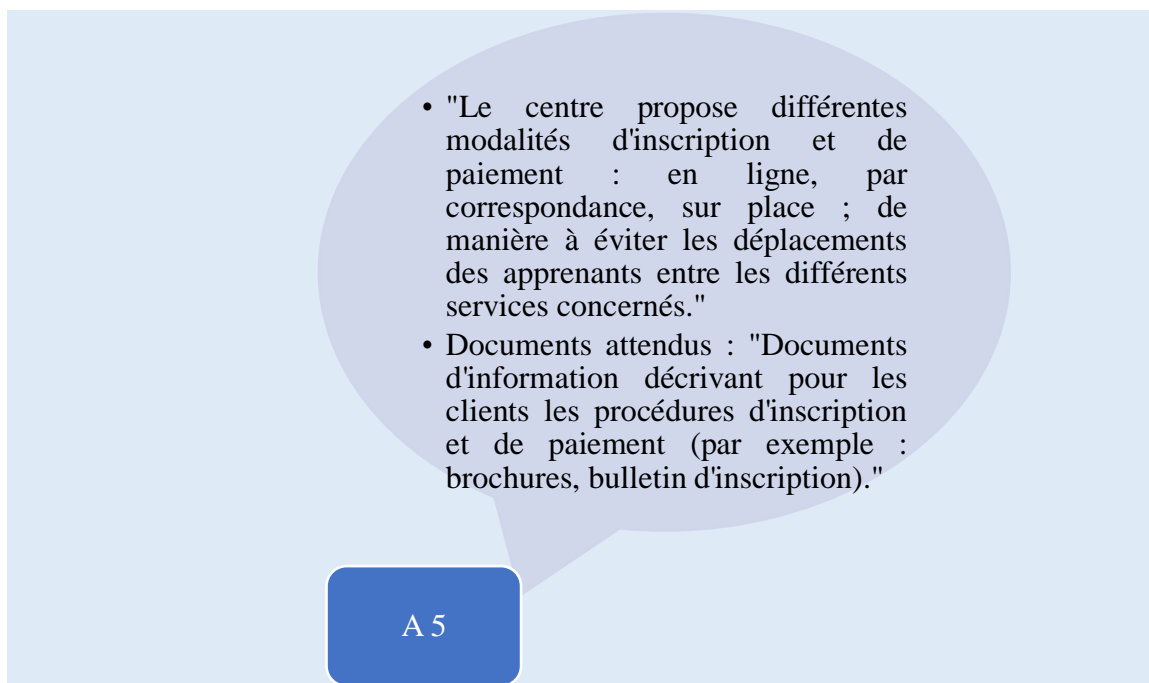 • "Le centre propose différentes
modalités d'inscription et de
paiement : en ligne, par
correspondance, sur place ; de
manière à éviter les déplacements
des apprenants entre les différents
services concernés."
• Documents attendus : "Documents
d'information décrivant pour les
clients les procédures d'inscription
et de paiement (par exemple :
brochures, bulletin d'inscription)."
A 5